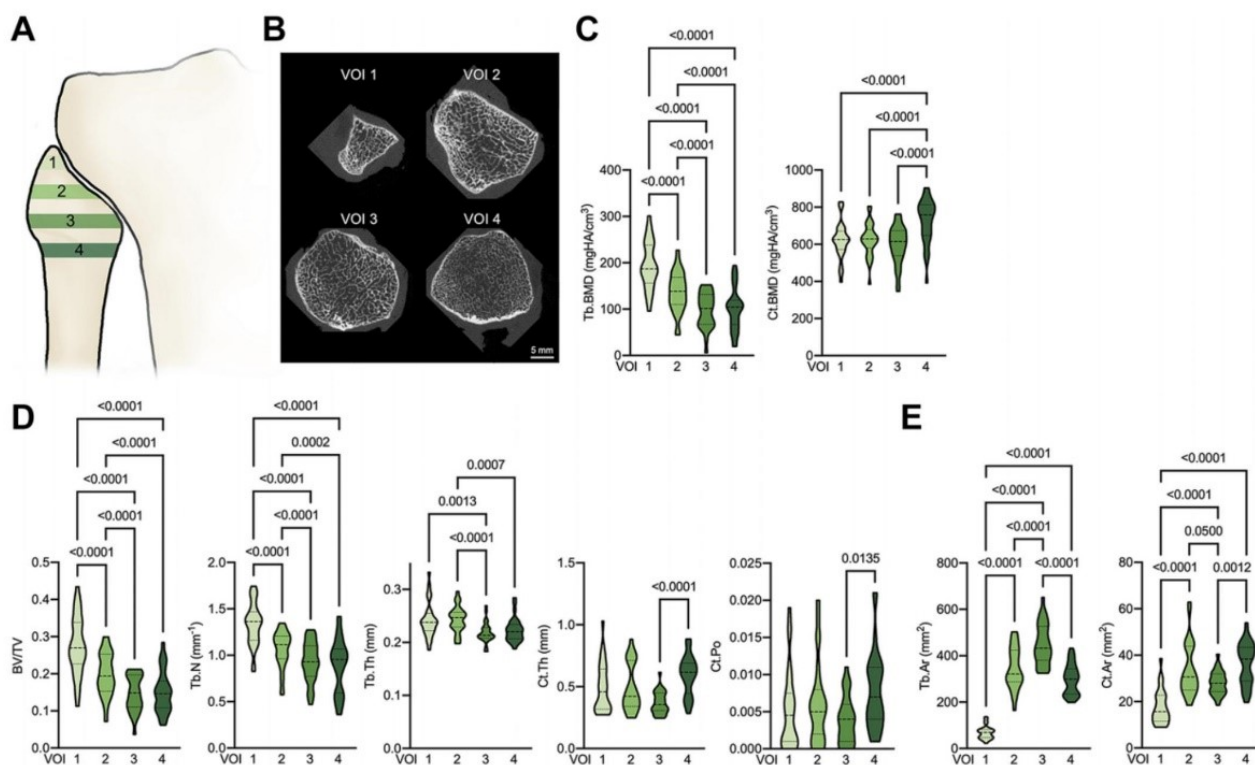 A
1
2
3
4
B
VOI 1
VOI 2
VOI 3
VOI 4
5 mm
C
<0.0001
<0.0001
<0.0001
<0.0001
<0.0001
Tb.BMD (mgHA/cm³)
400
300
200
100
0
VOI 1 2 3 4
<0.0001
<0.0001
<0.0001
Ct.BMD (mgHA/cm³)
1000
800
600
400
200
0
VOI 1 2 3 4
D
<0.0001
<0.0001
<0.0001
<0.0001
<0.0001
BV/TV
0.5
0.4
0.3
0.2
0.1
0.0
VOI 1 2 3 4
<0.0001
0.0002
<0.0001
<0.0001
<0.0001
Tb.N (mm⁻¹)
2.0
1.5
1.0
0.5
0.0
VOI 1 2 3 4
0.0007
0.0013
<0.0001
Tb.Th (mm)
0.3
0.2
0.1
0.0
VOI 1 2 3 4
<0.0001
Ct.Th (mm)
1.5
1.0
0.5
0.0
VOI 1 2 3 4
0.0135
Ct.Po
0.025
0.020
0.015
0.010
0.005
0.000
VOI 1 2 3 4
E
<0.0001
<0.0001
<0.0001
<0.0001
<0.0001
Tb.Ar (mm²)
800
600
400
200
0
VOI 1 2 3 4
<0.0001
<0.0001
0.0500
<0.0001
0.0012
Ct.Ar (mm²)
80
60
40
20
0
VOI 1 2 3 4